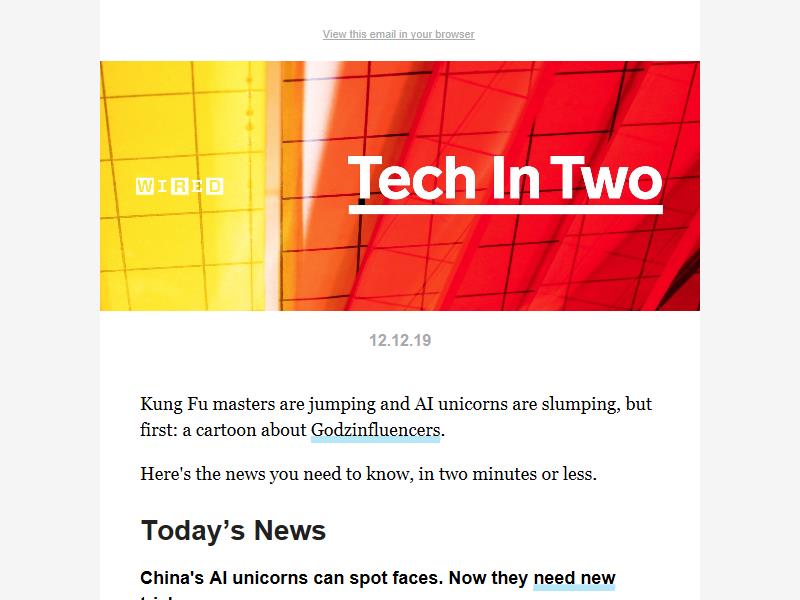 View this email in your browser
WIRED
Tech In Two
12.12.19
Kung Fu masters are jumping and AI unicorns are slumping, but
first: a cartoon about Godzinfluencers.
Here's the news you need to know, in two minutes or less.
Today’s News
China's AI unicorns can spot faces. Now they need new